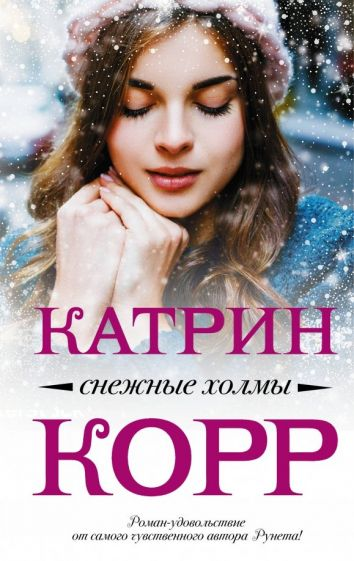 КАТРИН
снежные холмы
КОРР
Роман-удовольствие
от самого чувственного автора Рунета!